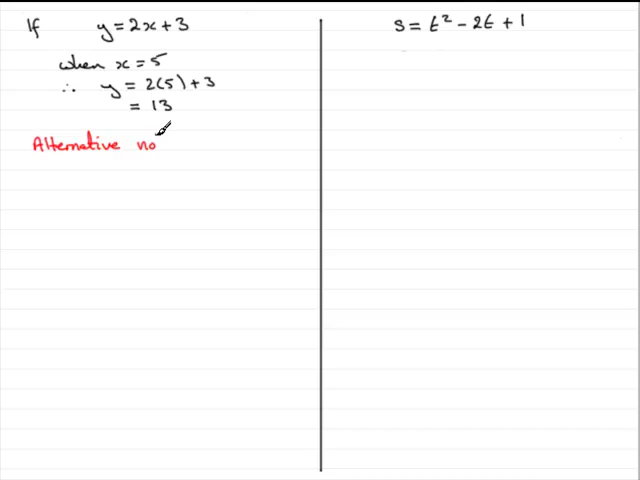 If y = 2x + 3
when x = 5
∴ y = 2(5) + 3
= 13
Alternative no
s = t² - 2t + 1